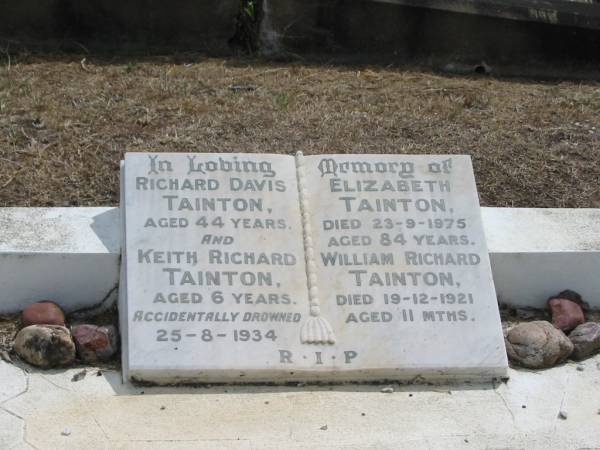 In Loving
RICHARD DAVIS
TAINTON,
AGED 44 YEARS.
AND
KEITH RICHARD
TAINTON,
AGED 6 YEARS.
ACCIDENTALLY DROWNED
25-8-1934
Memory of
ELIZABETH
TAINTON,
DIED 23-9-1975
AGED 84 YEARS.
WILLIAM RICHARD
TAINTON,
DIED 19-12-1921
AGED 11 MTHS.
R·I·P